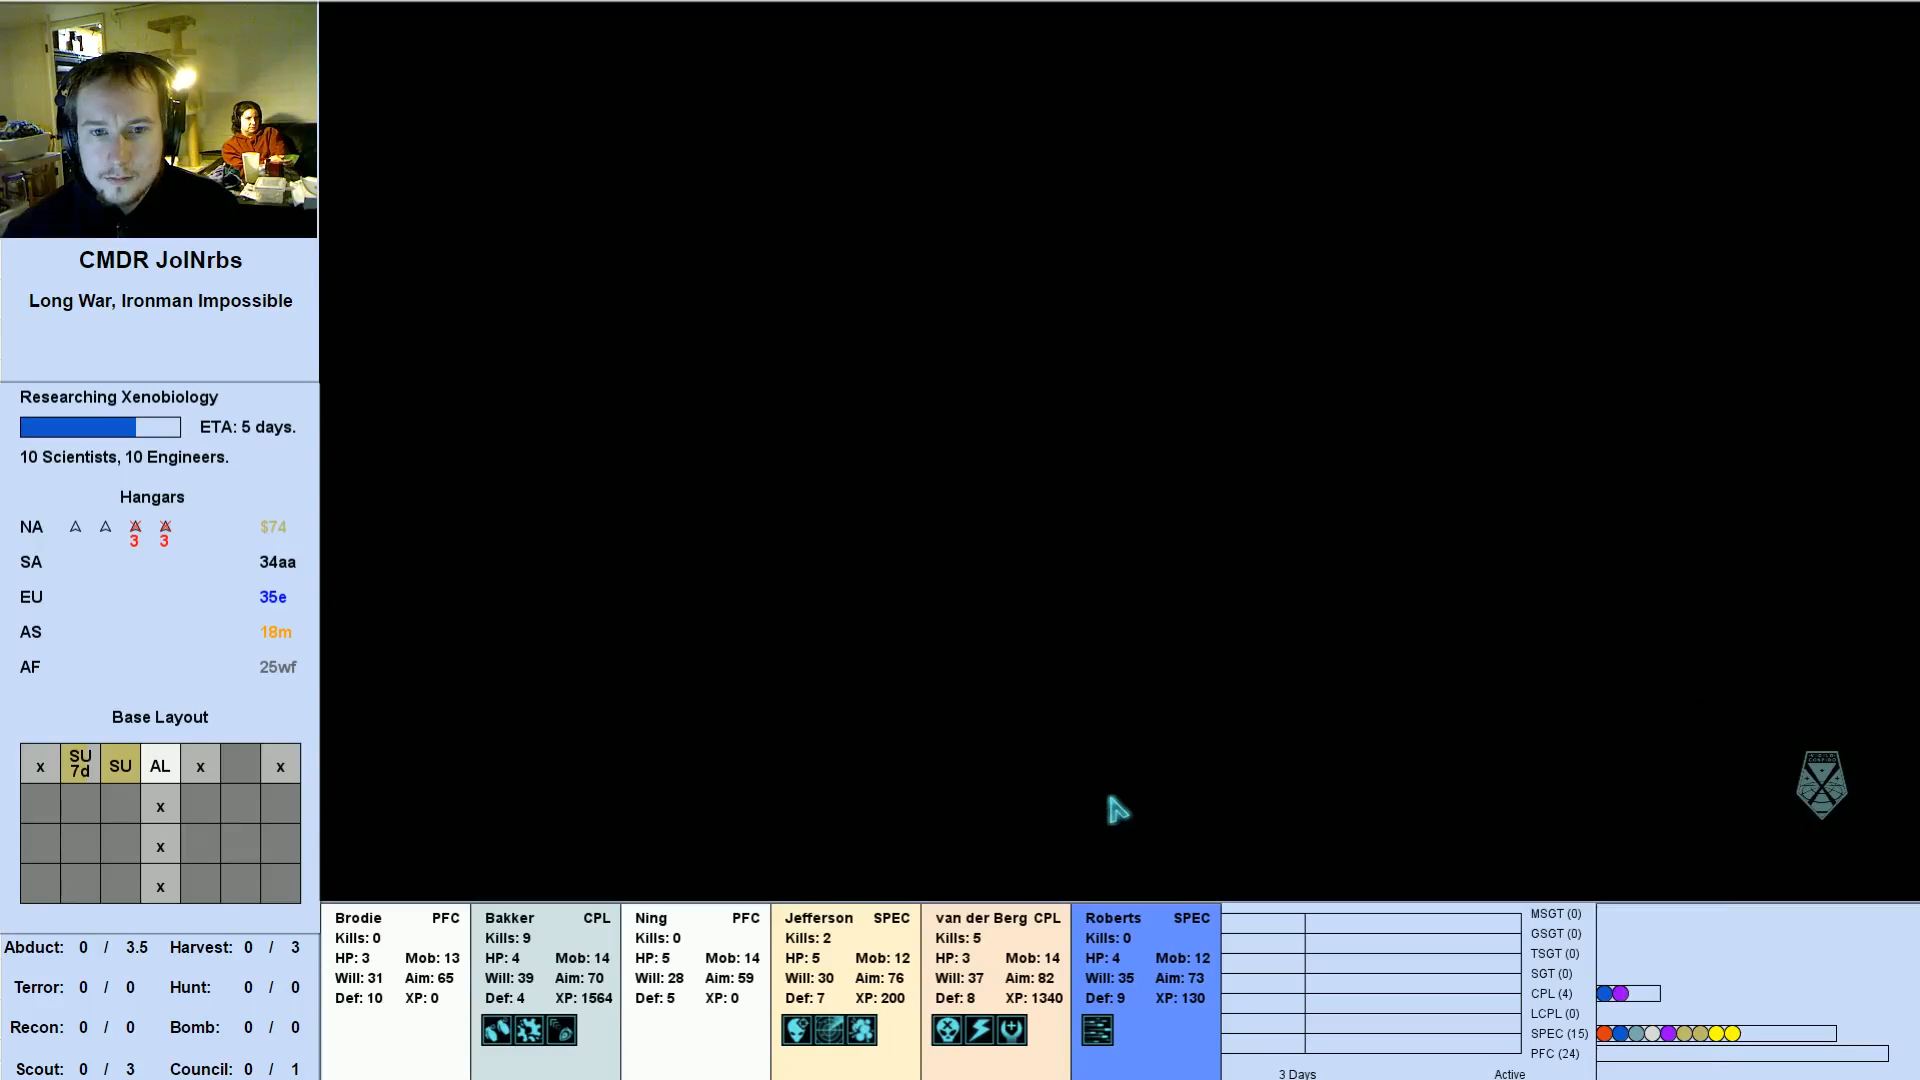 CMDR JoINrbs
Long War, Ironman Impossible
Researching Xenobiology
ETA: 5 days.
10 Scientists, 10 Engineers.
Hangars
NA 3 3 $74
SA 34aa
EU 35e
AS 18m
AF 25wf
Base Layout
x SU 7d SU AL x x
x
x
x
Abduct: 0 / 3.5 Harvest: 0 / 3
Terror: 0 / 0 Hunt: 0 / 0
Recon: 0 / 0 Bomb: 0 / 0
Scout: 0 / 3 Council: 0 / 1
Brodie PFC
Kills: 0
HP: 3 Mob: 13
Will: 31 Aim: 65
Def: 10 XP: 0
Bakker CPL
Kills: 9
HP: 4 Mob: 14
Will: 39 Aim: 70
Def: 4 XP: 1564
Ning PFC
Kills: 0
HP: 5 Mob: 14
Will: 28 Aim: 59
Def: 5 XP: 0
Jefferson SPEC
Kills: 2
HP: 5 Mob: 12
Will: 30 Aim: 76
Def: 7 XP: 200
van der Berg CPL
Kills: 5
HP: 3 Mob: 14
Will: 37 Aim: 82
Def: 8 XP: 1340
Roberts SPEC
Kills: 0
HP: 4 Mob: 12
Will: 35 Aim: 73
Def: 9 XP: 130
3 Days Active
MSGT (0)
GSGT (0)
TSGT (0)
SGT (0)
CPL (4)
LCPL (0)
SPEC (15)
PFC (24)
VIGILO
CONFIDO